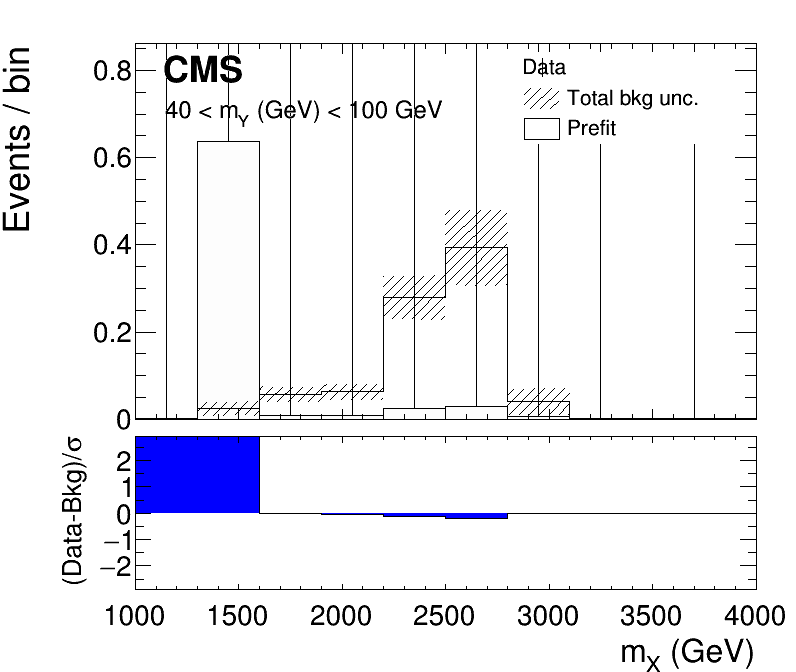 CMS
40 < mY (GeV) < 100 GeV
Data
Total bkg unc.
Prefit
Events / bin
0.8
0.6
0.4
0.2
0
(Data-Bkg)/σ
2
1
0
−1
−2
1000 1500 2000 2500 3000 3500 4000
mX (GeV)